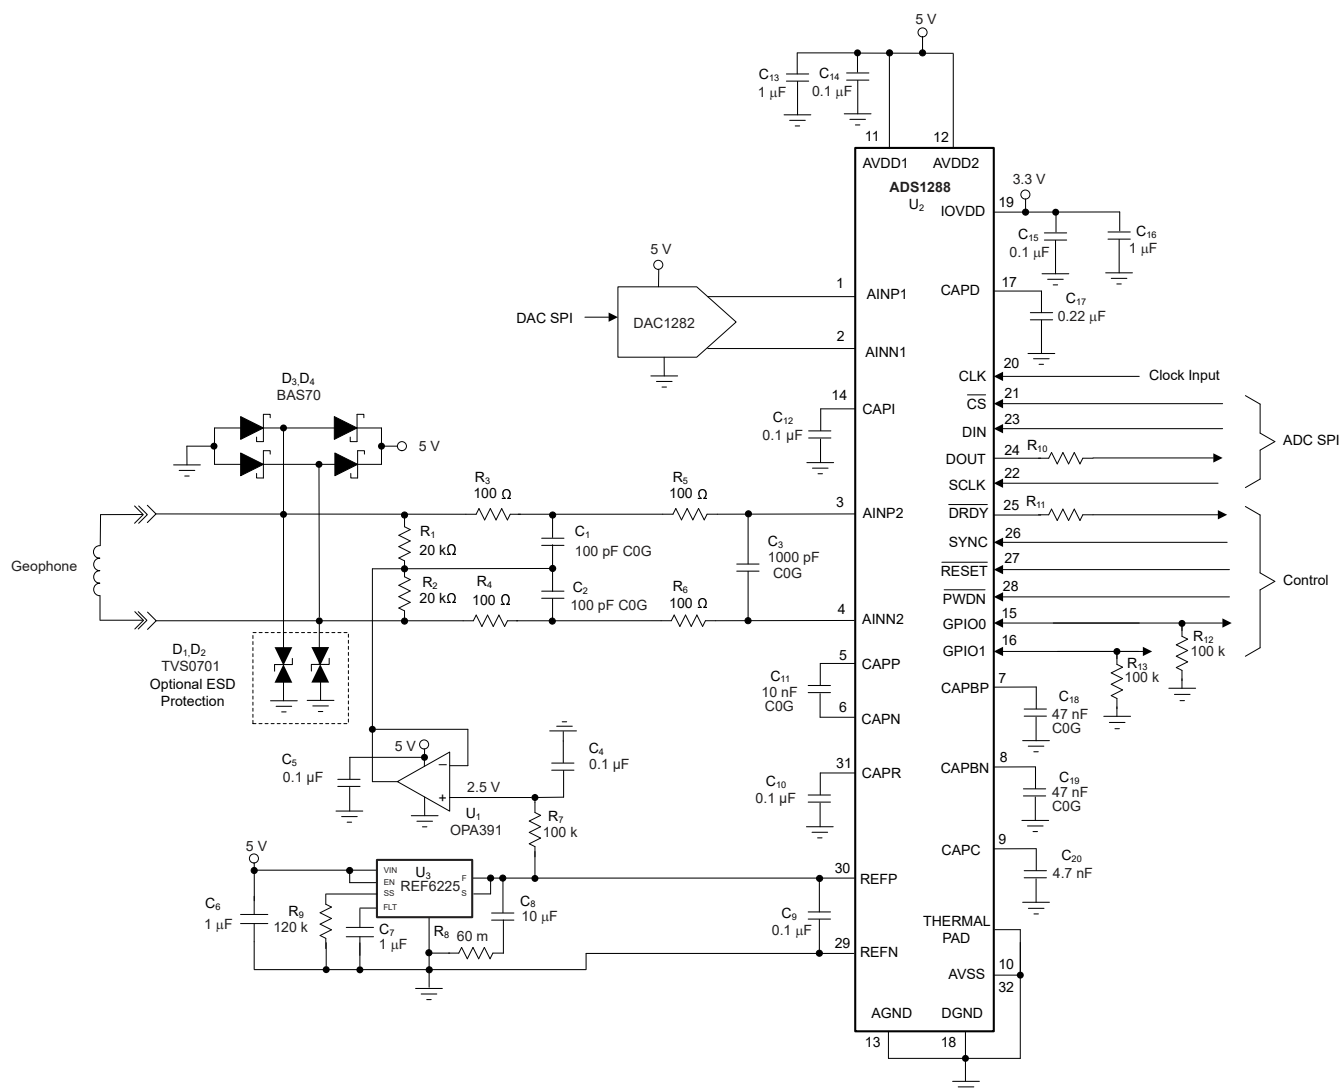 5 V
C13
1 μF
C14
0.1 μF
11
12
AVDD1
AVDD2
ADS1288
U2
3.3 V
IOVDD
19
C15
0.1 μF
C16
1 μF
5 V
DAC SPI
DAC1282
1
AINP1
2
AINN1
CAPD
17
C17
0.22 μF
CLK
20
Clock Input
CS
21
DIN
23
DOUT
24
R10
SCLK
22
ADC SPI
D3,D4
BAS70
5 V
14
CAPI
C12
0.1 μF
Geophone
R3
100 Ω
R5
100 Ω
3
AINP2
R1
20 kΩ
C1
100 pF C0G
C3
1000 pF
C0G
R2
20 kΩ
R4
100 Ω
C2
100 pF C0G
R6
100 Ω
4
AINN2
DRDY
25
R11
SYNC
26
RESET
27
PWDN
28
GPIO0
15
GPIO1
16
R12
100 k
R13
100 k
Control
D1,D2
TVS0701
Optional ESD
Protection
5
CAPP
C11
10 nF
C0G
6
CAPN
CAPBP
7
C18
47 nF
C0G
C5
0.1 μF
5 V
−
+
2.5 V
U1
OPA391
C4
0.1 μF
R7
100 k
31
CAPR
C10
0.1 μF
CAPBN
8
C19
47 nF
C0G
CAPC
9
C20
4.7 nF
5 V
VIN
EN
SS
FLT
U3
REF6225
F
S
C6
1 μF
R9
120 k
C7
1 μF
R8
60 m
C8
10 μF
30
REFP
C9
0.1 μF
29
REFN
THERMAL
PAD
AVSS
10
32
AGND
DGND
13
18